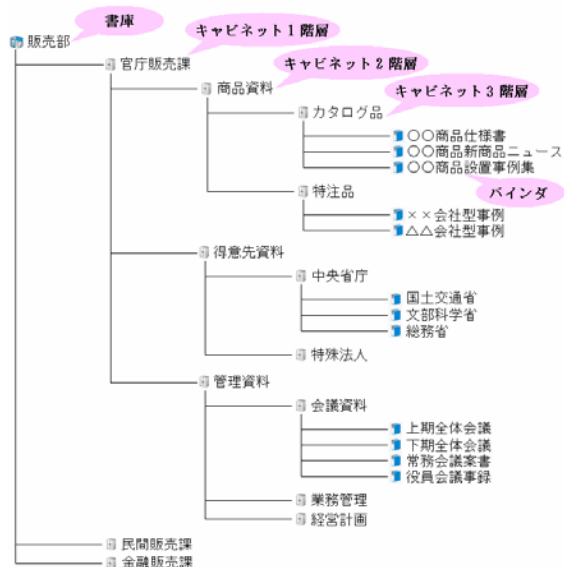 書庫
販売部
キャビネット1階層
官庁販売課
キャビネット2階層
商品資料
キャビネット3階層
カタログ品
〇〇商品仕様書
〇〇商品新商品ニュース
〇〇商品設置事例集
バインダ
特注品
××会社型事例
△△会社型事例
得意先資料
中央省庁
国土交通省
文部科学省
総務省
特殊法人
管理資料
会議資料
上期全体会議
下期全体会議
常務会議案書
役員会議事録
業務管理
経営計画
民間販売課
金融販売課